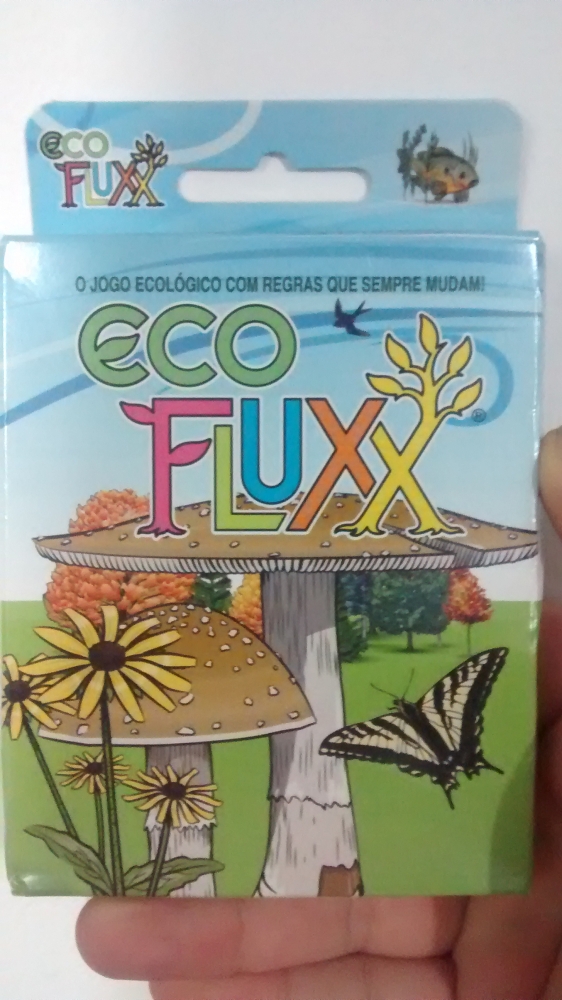 ECO
FLUXX
O JOGO ECOLÓGICO COM REGRAS QUE SEMPRE MUDAM!
ECO
FLUXX®